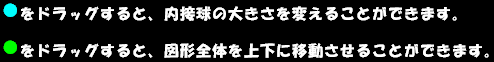 ●をドラッグすると、内接球の大きさを変えることができます。
●をドラッグすると、図形全体を上下に移動させることができます。